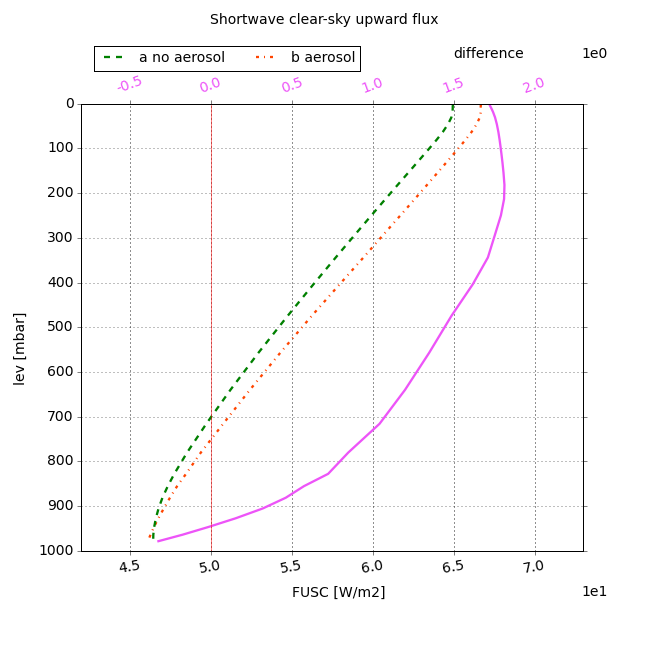 Shortwave clear-sky upward flux
a no aerosol b aerosol difference 1e0
-0.5 0.0 0.5 1.0 1.5 2.0
0
100
200
300
400
500
600
700
800
900
1000
lev [mbar]
4.5 5.0 5.5 6.0 6.5 7.0
FUSC [W/m2] 1e1